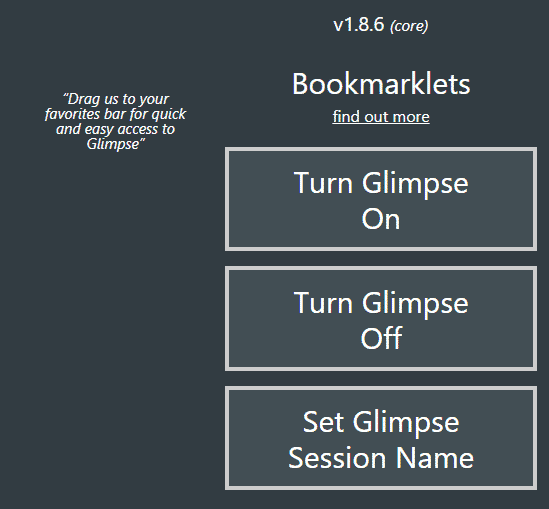 v1.8.6 (core)
Bookmarklets
find out more
“Drag us to your
favorites bar for quick
and easy access to
Glimpse”
Turn Glimpse
On
Turn Glimpse
Off
Set Glimpse
Session Name